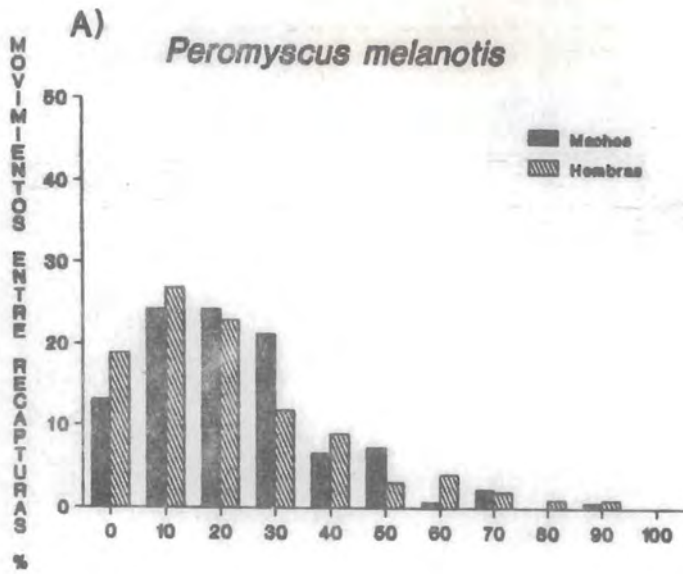 A)
Peromyscus melanotis
MOVIMIENTOS ENTRE RECAPTURAS %
50
40
30
20
10
0
Machos
Hembras
0 10 20 30 40 50 60 70 80 90 100